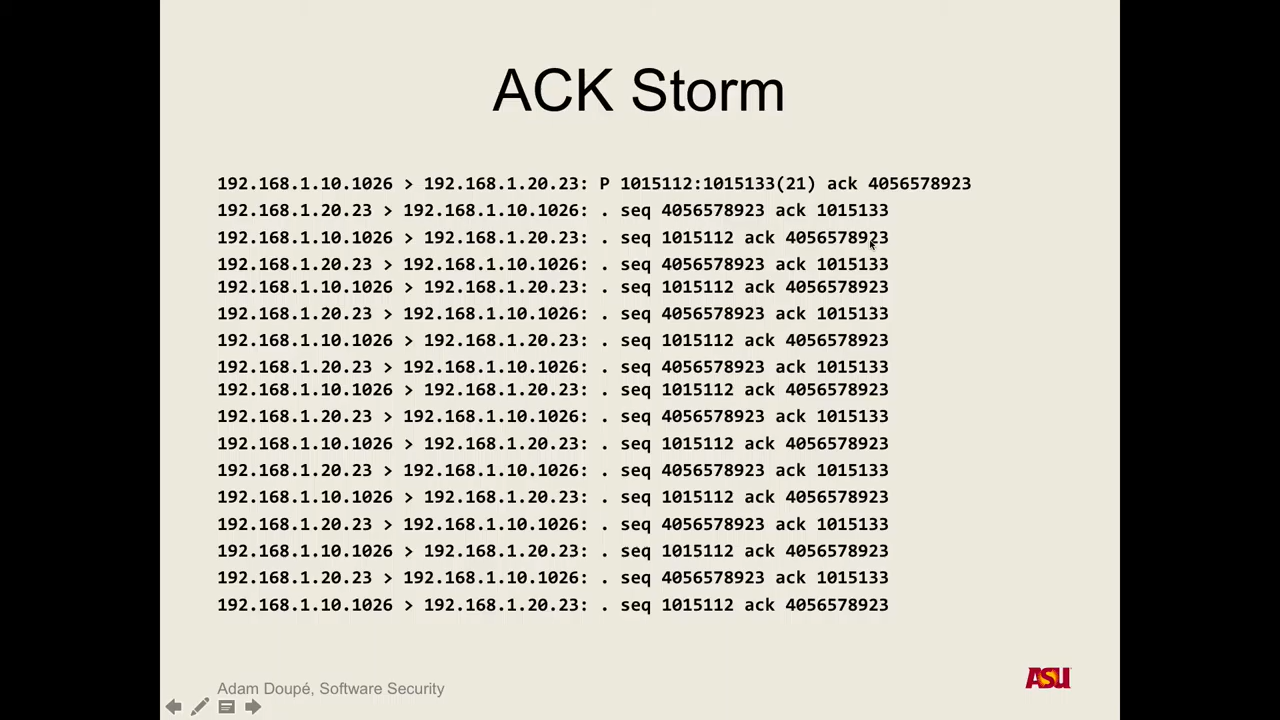 ACK Storm
192.168.1.10.1026 > 192.168.1.20.23: P 1015112:1015133(21) ack 4056578923
192.168.1.20.23 > 192.168.1.10.1026: . seq 4056578923 ack 1015133
192.168.1.10.1026 > 192.168.1.20.23: . seq 1015112 ack 4056578923
192.168.1.20.23 > 192.168.1.10.1026: . seq 4056578923 ack 1015133
192.168.1.10.1026 > 192.168.1.20.23: . seq 1015112 ack 4056578923
192.168.1.20.23 > 192.168.1.10.1026: . seq 4056578923 ack 1015133
192.168.1.10.1026 > 192.168.1.20.23: . seq 1015112 ack 4056578923
192.168.1.20.23 > 192.168.1.10.1026: . seq 4056578923 ack 1015133
192.168.1.10.1026 > 192.168.1.20.23: . seq 1015112 ack 4056578923
192.168.1.20.23 > 192.168.1.10.1026: . seq 4056578923 ack 1015133
192.168.1.10.1026 > 192.168.1.20.23: . seq 1015112 ack 4056578923
192.168.1.20.23 > 192.168.1.10.1026: . seq 4056578923 ack 1015133
192.168.1.10.1026 > 192.168.1.20.23: . seq 1015112 ack 4056578923
192.168.1.20.23 > 192.168.1.10.1026: . seq 4056578923 ack 1015133
192.168.1.10.1026 > 192.168.1.20.23: . seq 1015112 ack 4056578923
192.168.1.20.23 > 192.168.1.10.1026: . seq 4056578923 ack 1015133
192.168.1.10.1026 > 192.168.1.20.23: . seq 1015112 ack 4056578923
Adam Doupé, Software Security
ASU